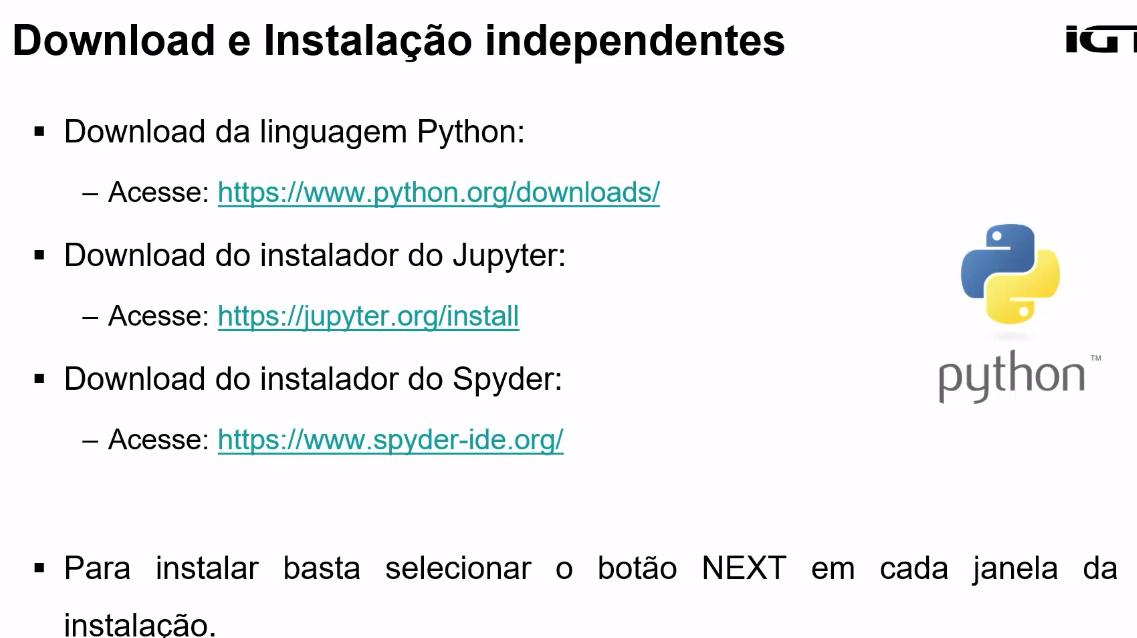 Download e Instalação independentes
▪ Download da linguagem Python:
– Acesse: https://www.python.org/downloads/
▪ Download do instalador do Jupyter:
– Acesse: https://jupyter.org/install
▪ Download do instalador do Spyder:
– Acesse: https://www.spyder-ide.org/
python™
▪ Para instalar basta selecionar o botão NEXT em cada janela da
instalação.